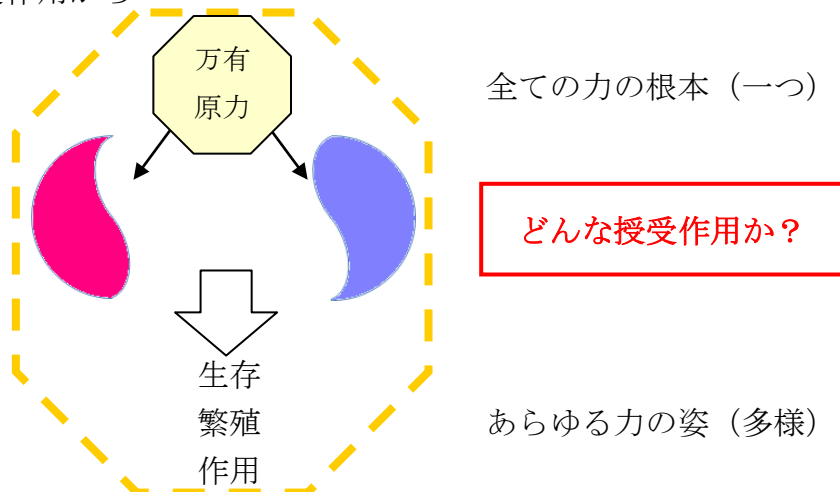 万有
原力
全ての力の根本（一つ）
どんな授受作用か？
生存
繁殖
作用
あらゆる力の姿（多様）